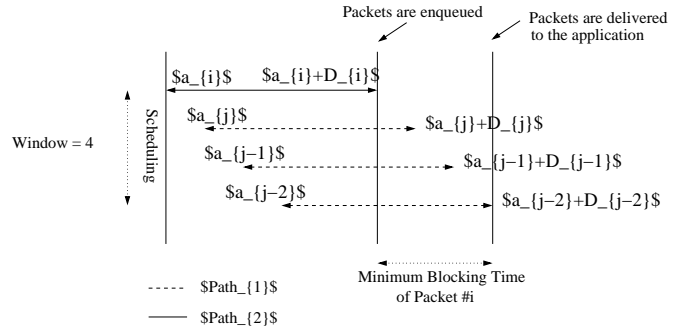 Packets are enqueued
Packets are delivered
to the application
$a_{i}$
$a_{i}+D_{i}$
$a_{j}$
$a_{j}+D_{j}$
Window = 4
Scheduling
$a_{j-1}$
$a_{j-1}+D_{j-1}$
$a_{j-2}$
$a_{j-2}+D_{j-2}$
Minimum Blocking Time
of Packet #i
$Path_{1}$
$Path_{2}$